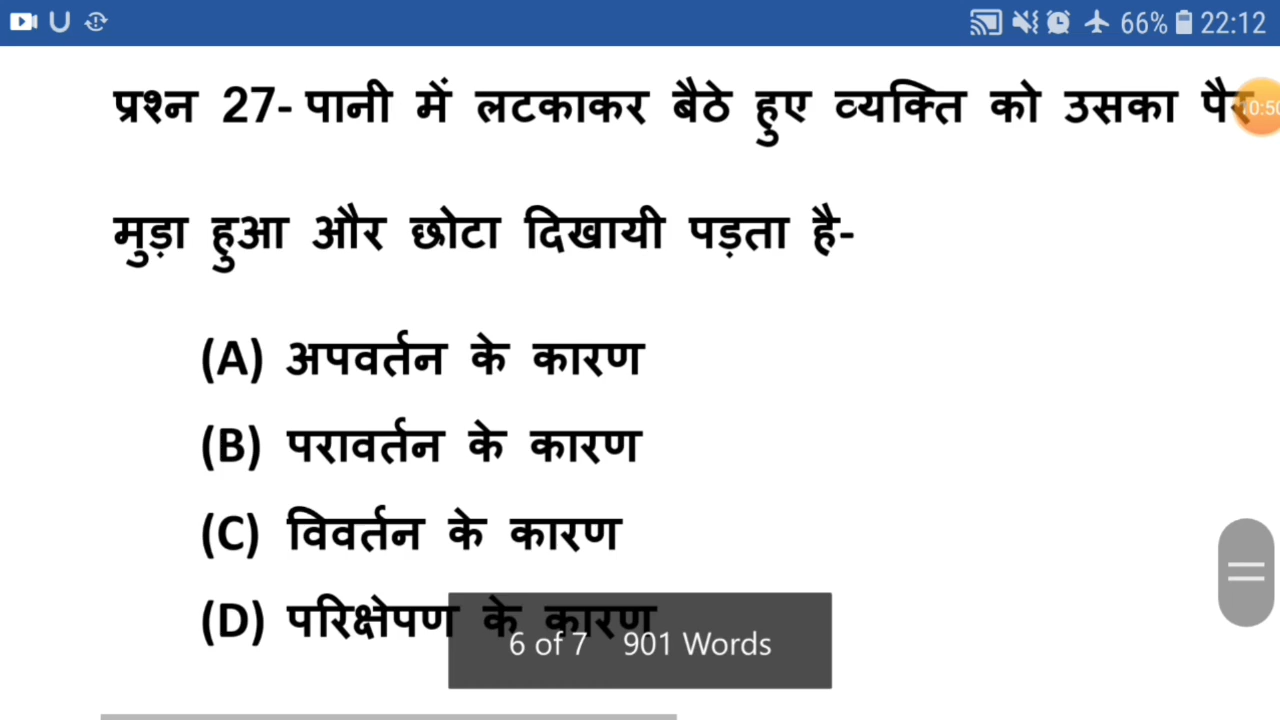 66% 22:12
प्रश्न 27- पानी में लटकाकर बैठे हुए व्यक्ति को उसका पैर
मुड़ा हुआ और छोटा दिखायी पड़ता है-
(A) अपवर्तन के कारण
(B) परावर्तन के कारण
(C) विवर्तन के कारण
(D) परिक्षेपण के कारण
6 of 7 901 Words